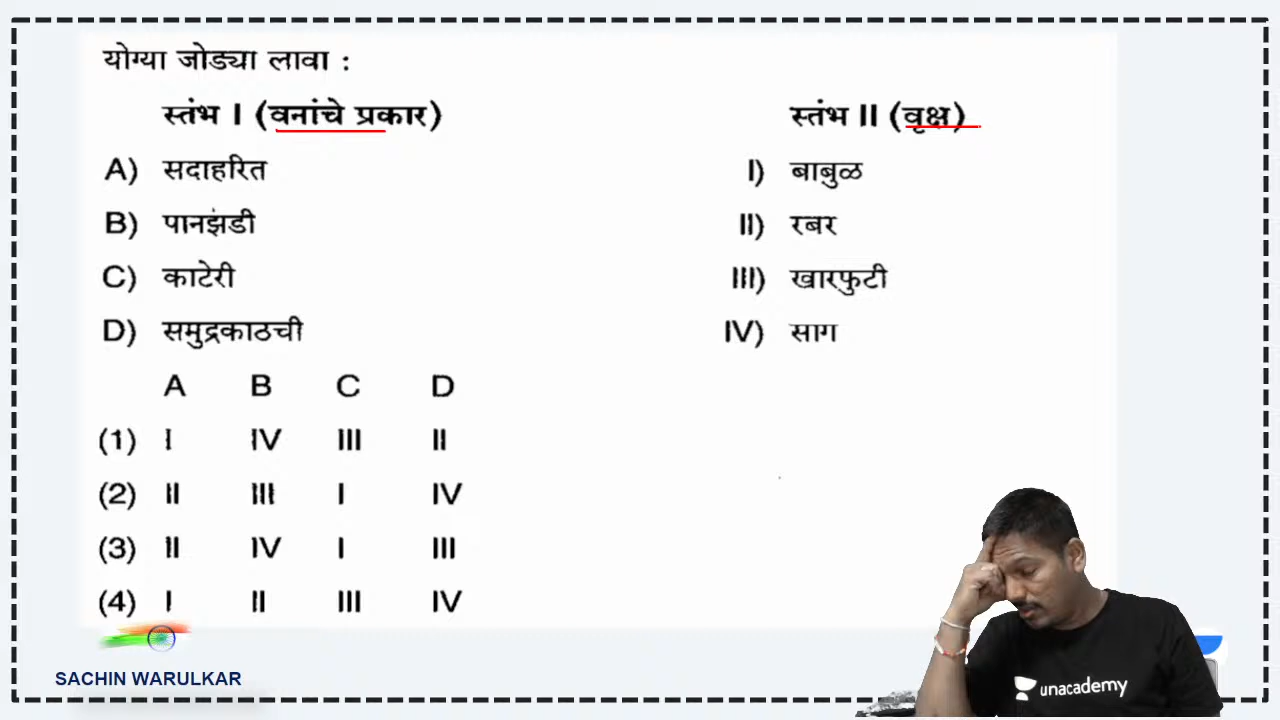 योग्या जोड्या लावा :
स्तंभ I (वनांचे प्रकार) स्तंभ II (वृक्ष)
A) सदाहरित I) बाबुळ
B) पानझंडी II) रबर
C) काटेरी III) खारफुटी
D) समुद्रकाठची IV) साग
A B C D
(1) I IV III II
(2) II III I IV
(3) II IV I III
(4) I II III IV
SACHIN WARULKAR
unacademy